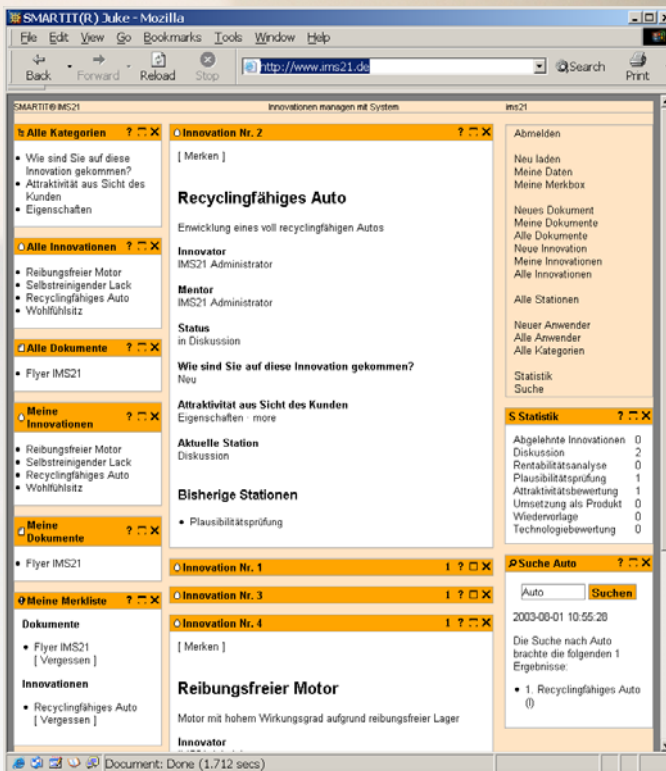 SMARTIT(R) Juke - Mozilla
File Edit View Go Bookmarks Tools Window Help
Back Forward Reload Stop http://www.ims21.de Search Print
SMARTIT® IMS21 Innovationen managen mit System ims21
Alle Kategorien
Wie sind Sie auf diese
Innovation gekommen?
Attraktivität aus Sicht des
Kunden
Eigenschaften
Alle Innovationen
Reibungsfreier Motor
Selbstreinigender Lack
Recyclingfähiges Auto
Wohlfühlsitz
Alle Dokumente
Flyer IMS21
Meine
Innovationen
Reibungsfreier Motor
Selbstreinigender Lack
Recyclingfähiges Auto
Wohlfühlsitz
Meine
Dokumente
Flyer IMS21
Meine Merkliste
Dokumente
Flyer IMS21
[ Vergessen ]
Innovationen
Recyclingfähiges Auto
[ Vergessen ]
Innovation Nr. 2
[ Merken ]
Recyclingfähiges Auto
Enwicklung eines voll recyclingfähigen Autos
Innovator
IMS21 Administrator
Mentor
IMS21 Administrator
Status
in Diskussion
Wie sind Sie auf diese Innovation gekommen?
Neu
Attraktivität aus Sicht des Kunden
Eigenschaften - more
Aktuelle Station
Diskussion
Bisherige Stationen
Plausibilitätsprüfung
Innovation Nr. 1
Innovation Nr. 3
Innovation Nr. 4
[ Merken ]
Reibungsfreier Motor
Motor mit hohem Wirkungsgrad aufgrund reibungsfreier Lager
Innovator
Abmelden
Neu laden
Meine Daten
Meine Merkbox
Neues Dokument
Meine Dokumente
Alle Dokumente
Neue Innovation
Meine Innovationen
Alle Innovationen
Alle Stationen
Neuer Anwender
Alle Anwender
Alle Kategorien
Statistik
Suche
S Statistik
Abgelehnte Innovationen 0
Diskussion 2
Rentabilitätsanalyse 0
Plausibilitätsprüfung 1
Attraktivitätsbewertung 1
Umsetzung als Produkt 0
Wiedervorlage 0
Technologiebewertung 0
Suche Auto
Auto Suchen
2003-08-01 10:55:28
Die Suche nach Auto
brachte die folgenden 1
Ergebnisse:
1. Recyclingfähiges Auto
(I)
Document: Done (1.712 secs)